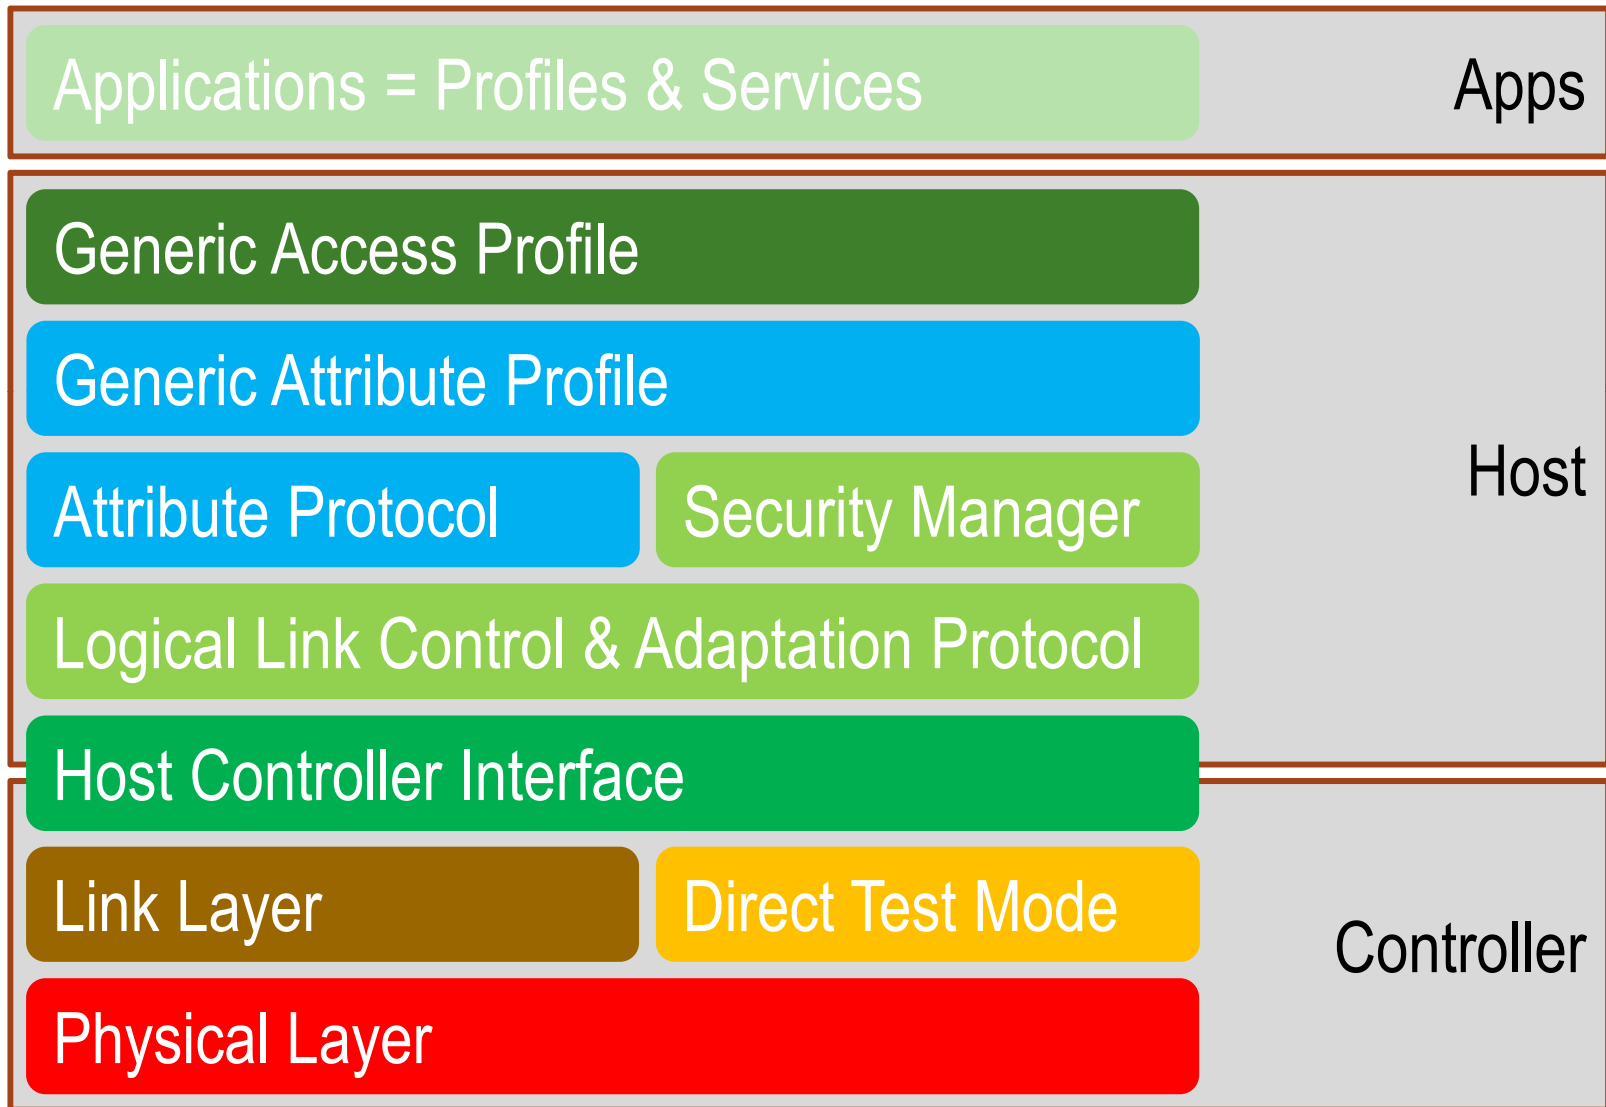 Applications = Profiles & Services
Apps
Generic Access Profile
Generic Attribute Profile
Host
Attribute Protocol
Security Manager
Logical Link Control & Adaptation Protocol
Host Controller Interface
Link Layer
Direct Test Mode
Controller
Physical Layer